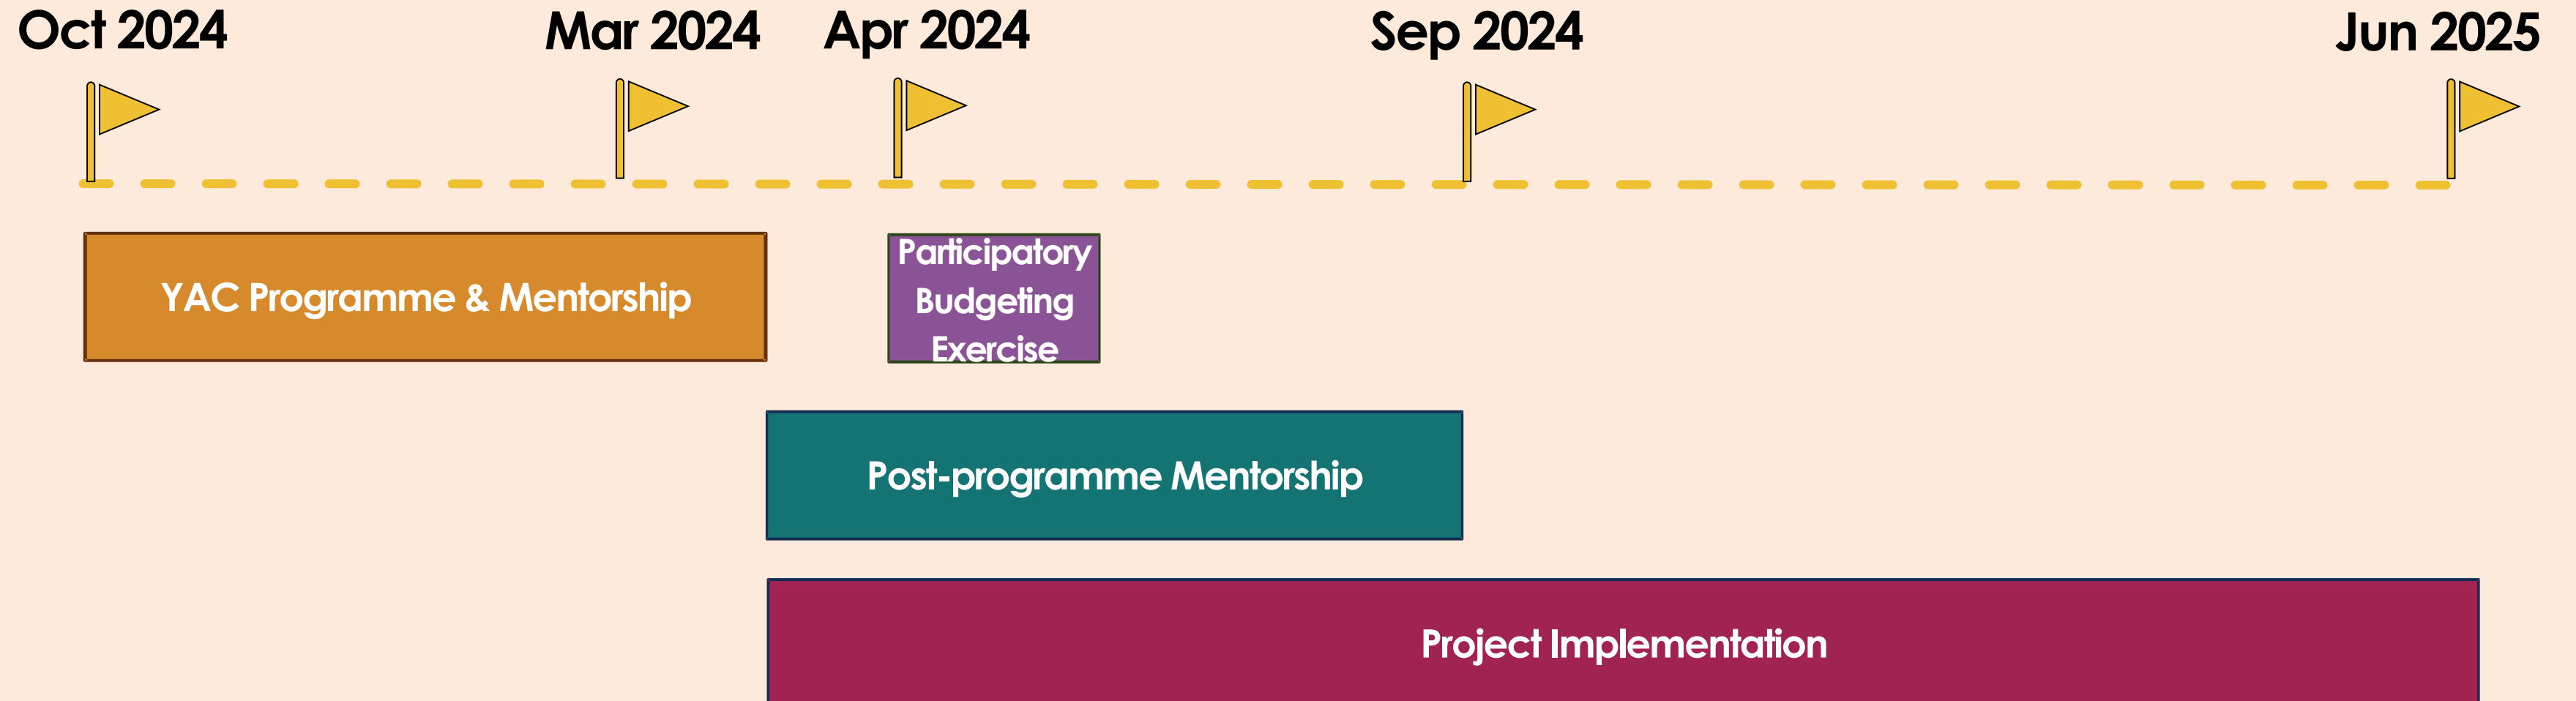 Oct 2024
Mar 2024
Apr 2024
Sep 2024
Jun 2025
YAC Programme & Mentorship
Participatory
Budgeting
Exercise
Post-programme Mentorship
Project Implementation